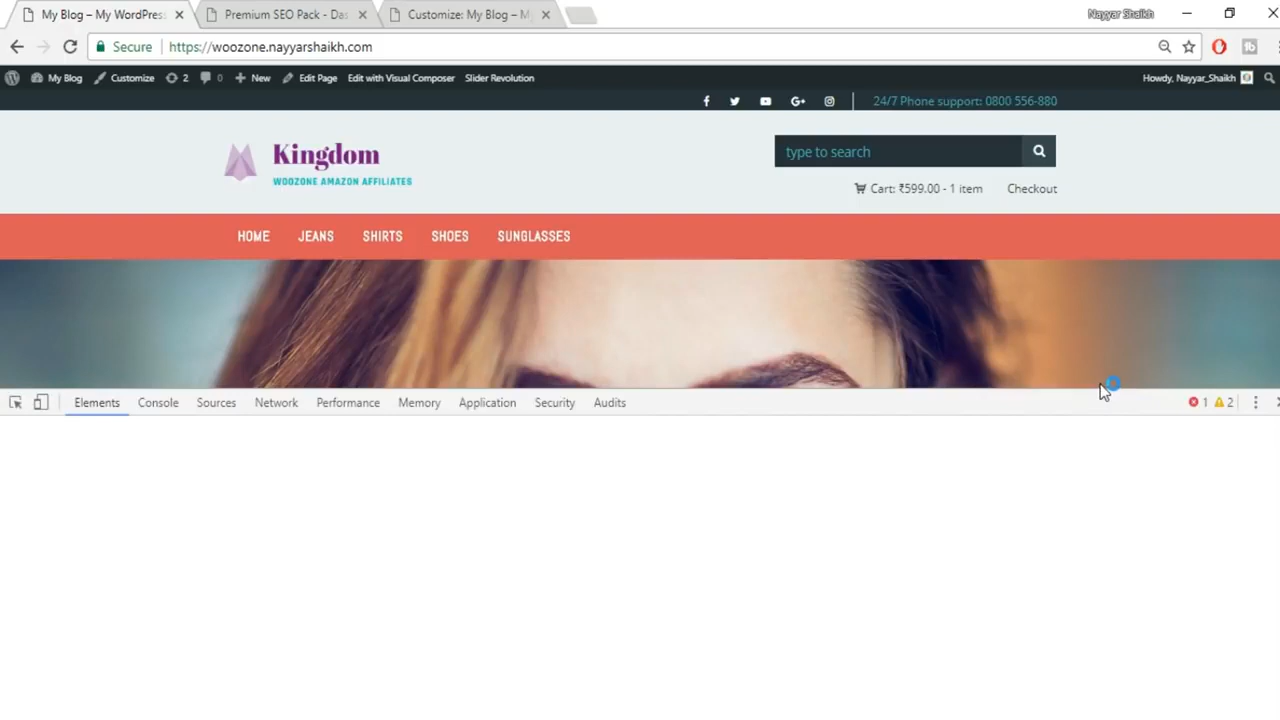 My Blog – My WordPres
Premium SEO Pack - Das
Customize: My Blog – M
Nayyar Shaikh
Secure
https://woozone.nayyarshaikh.com
My Blog
Customize
2
0
New
Edit Page
Edit with Visual Composer
Slider Revolution
Howdy, Nayyar_Shaikh
24/7 Phone support: 0800 556-880
Kingdom
WOOZONE AMAZON AFFILIATES
type to search
Cart: ₹599.00 - 1 item
Checkout
HOME JEANS SHIRTS SHOES SUNGLASSES
Elements Console Sources Network Performance Memory Application Security Audits
1 2